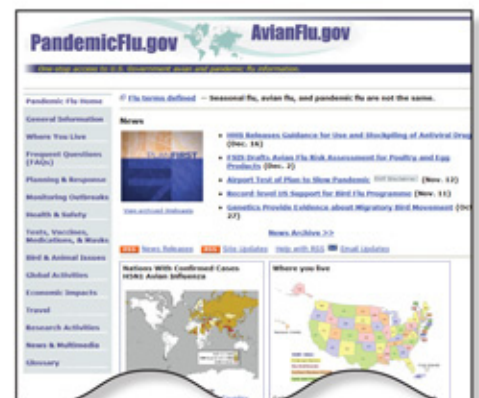 PandemicFlu.gov
AvianFlu.gov
One-stop access to U.S. Government avian and pandemic flu information.
Pandemic Flu Home
General Information
Where You Live
Frequent Questions
(FAQs)
Planning & Response
Monitoring Outbreaks
Health & Safety
Tests, Vaccines,
Medications, & Masks
Bird & Animal Issues
Global Activities
Economic Impacts
Travel
Research Activities
News & Multimedia
Glossary
Flu terms defined — Seasonal flu, avian flu, and pandemic flu are not the same.
News
FIRST
View archived Webcasts
HHS Releases Guidance for Use and Stockpiling of Antiviral Drug
(Dec. 16)
FSIS Drafts Avian Flu Risk Assessment for Poultry and Egg
Products (Dec. 2)
Airport Test of Plan to Slow Pandemic (Nov. 12)
Record level US Support for Bird Flu Programme (Nov. 11)
Genetics Provide Evidence about Migratory Bird Movement (Oct
27)
News Archive >>
RSS News Releases RSS Site Updates Help with RSS Email Updates
Nations With Confirmed Cases
H5N1 Avian Influenza
Where you live